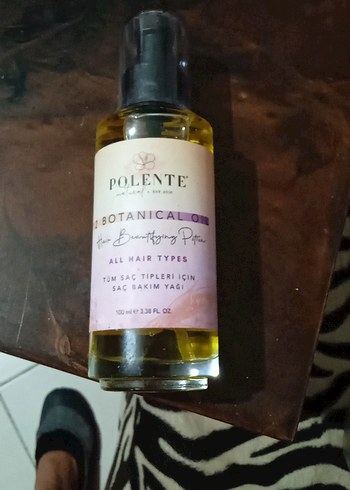 POLENTE
BOTANICAL OIL
Hair Beautifying Potion
ALL HAIR TYPES
TÜM SAÇ TİPLERİ İÇİN
SAÇ BAKIM YAĞI
100 ml ℮ 3.38 FL. OZ.